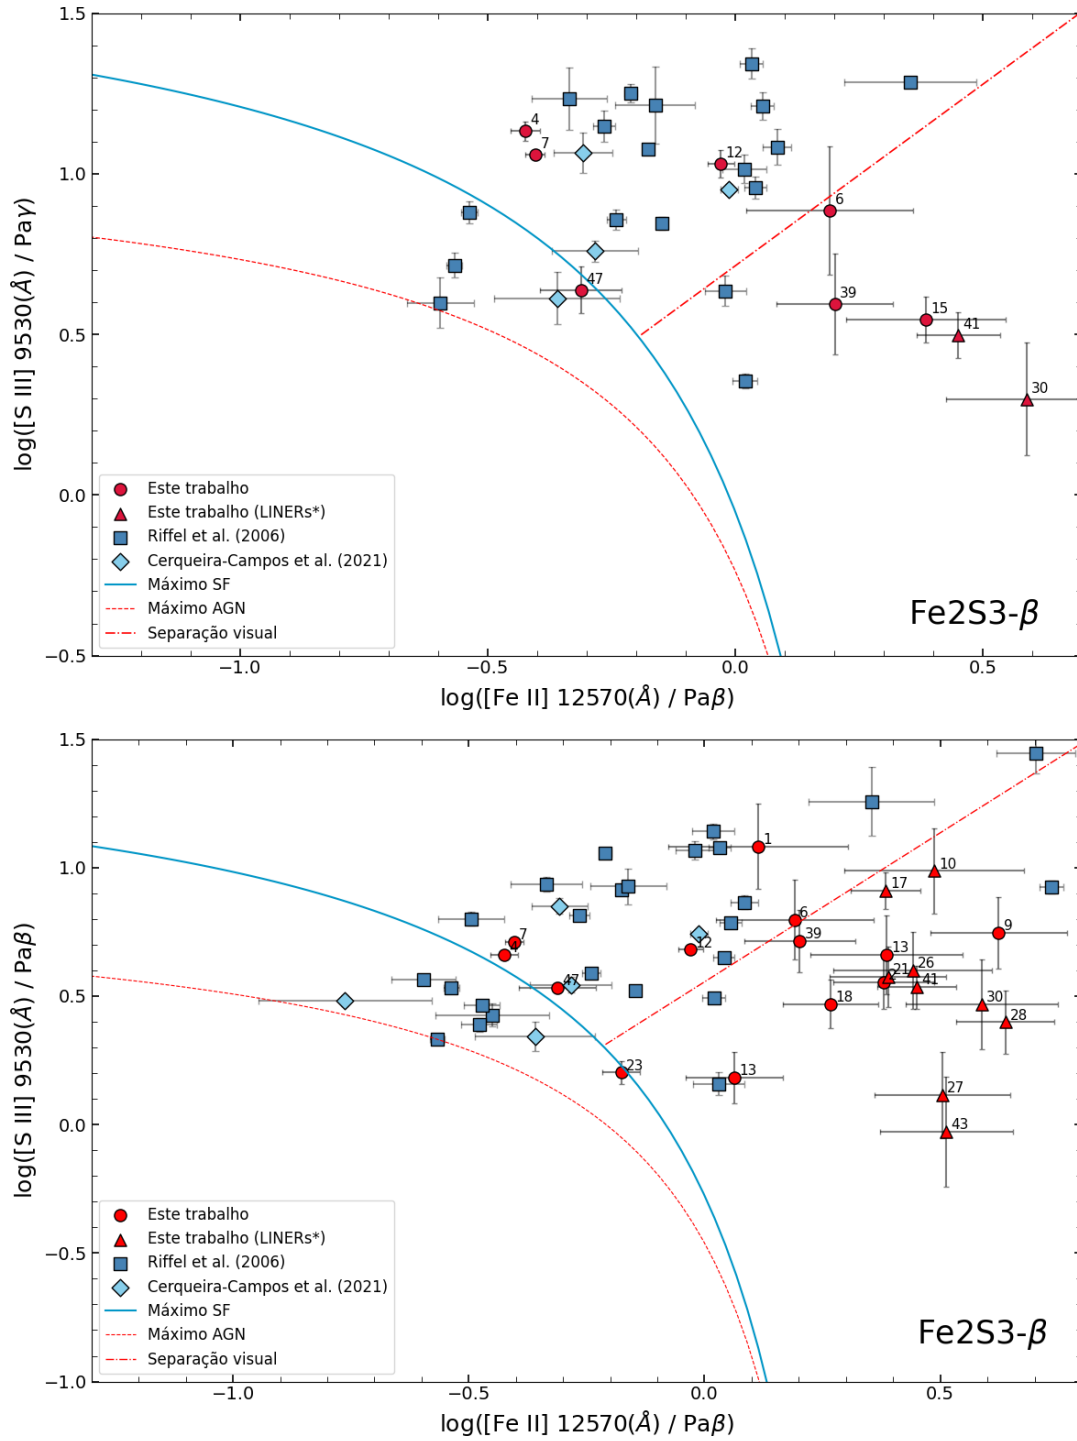 1.5
1.0
0.5
0.0
−0.5
log([S III] 9530(Å) / Paγ)
4
7
12
6
47
39
15
41
30
Este trabalho
Este trabalho (LINERs*)
Riffel et al. (2006)
Cerqueira-Campos et al. (2021)
Máximo SF
Máximo AGN
Separação visual
Fe2S3-β
−1.0
−0.5
0.0
0.5
log([Fe II] 12570(Å) / Paβ)
1.5
1.0
0.5
0.0
−0.5
−1.0
log([S III] 9530(Å) / Paβ)
1
10
17
6
9
7
39
4
12
13
26
21
47
41
18
30
28
23
13
27
43
Este trabalho
Este trabalho (LINERs*)
Riffel et al. (2006)
Cerqueira-Campos et al. (2021)
Máximo SF
Máximo AGN
Separação visual
Fe2S3-β
−1.0
−0.5
0.0
0.5
log([Fe II] 12570(Å) / Paβ)